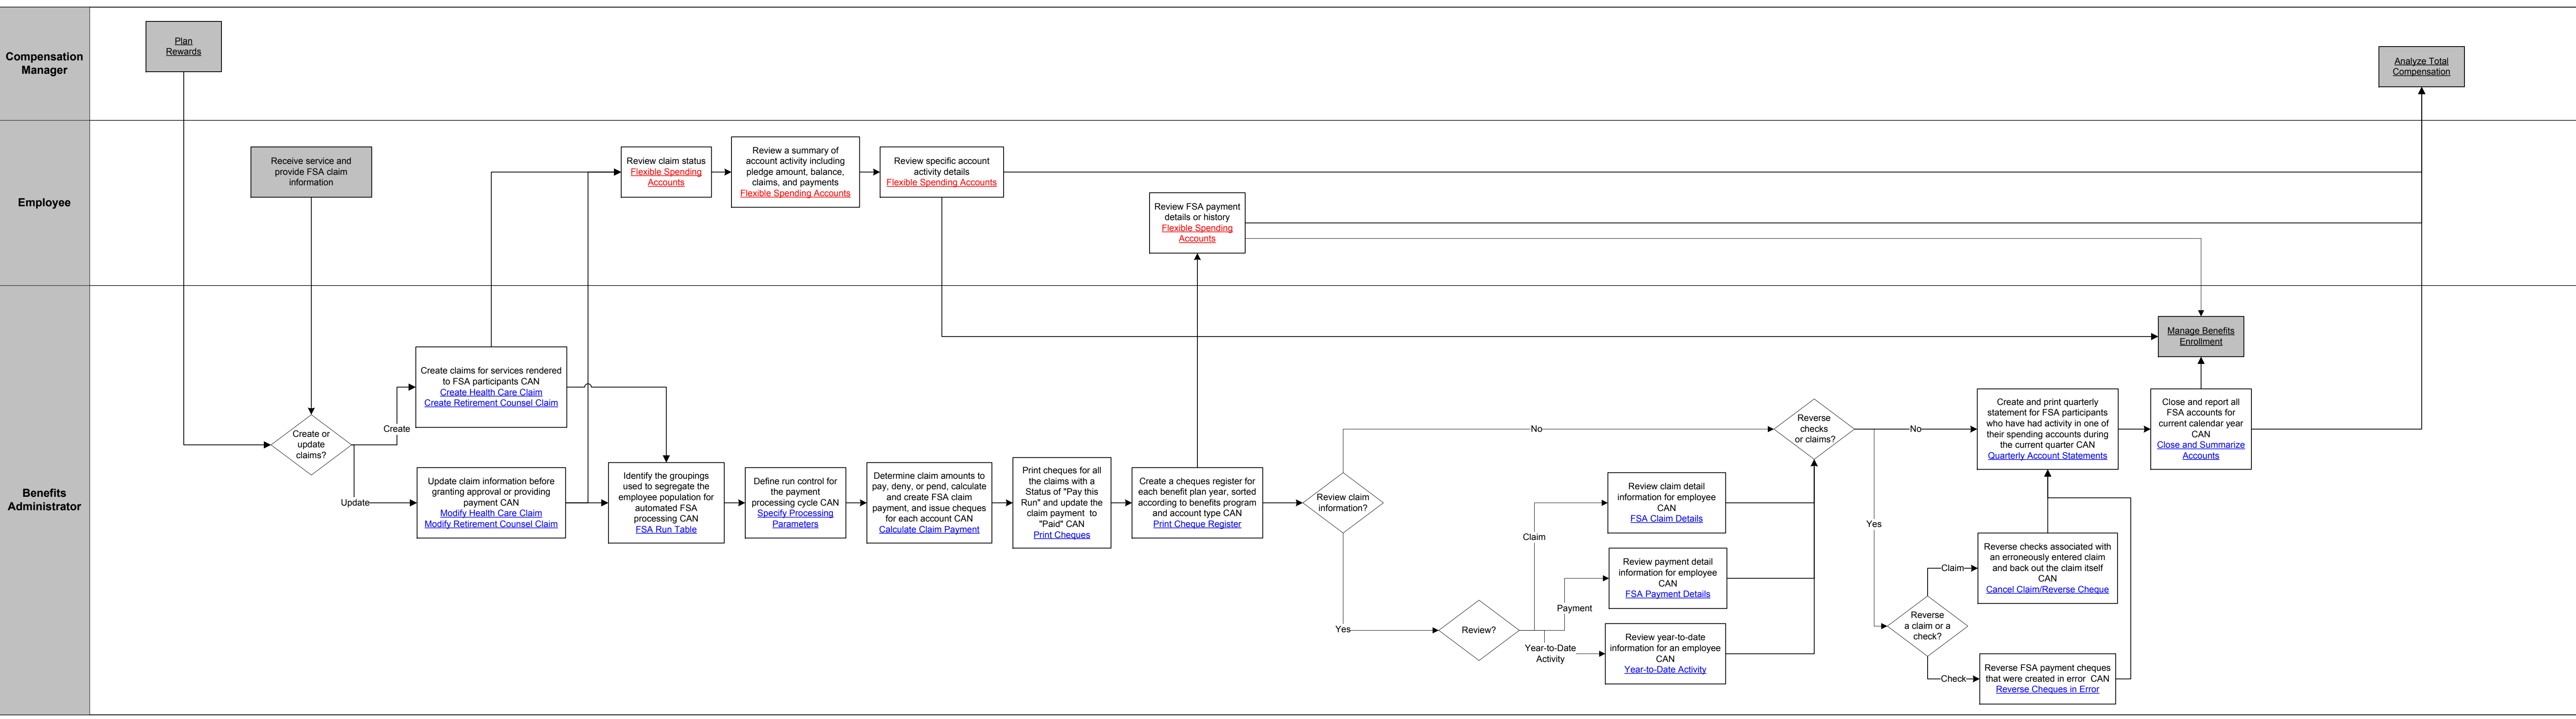 Compensation
Manager
Plan
Rewards
Analyze Total
Compensation
Employee
Receive service and
provide FSA claim
information
Review claim status
Flexible Spending
Accounts
Review a summary of
account activity including
pledge amount, balance,
claims, and payments
Flexible Spending Accounts
Review specific account
activity details
Flexible Spending Accounts
Review FSA payment
details or history
Flexible Spending
Accounts
Benefits
Administrator
Create or
update
claims?
Create
Update
Create claims for services rendered
to FSA participants CAN
Create Health Care Claim
Create Retirement Counsel Claim
Update claim information before
granting approval or providing
payment CAN
Modify Health Care Claim
Modify Retirement Counsel Claim
Identify the groupings
used to segregate the
employee population for
automated FSA
processing CAN
FSA Run Table
Define run control for
the payment
processing cycle CAN
Specify Processing
Parameters
Determine claim amounts to
pay, deny, or pend, calculate
and create FSA claim
payment, and issue cheques
for each account CAN
Calculate Claim Payment
Print cheques for all
the claims with a
Status of "Pay this
Run" and update the
claim payment  to
"Paid" CAN
Print Cheques
Create a cheques register for
each benefit plan year, sorted
according to benefits program
and account type CAN
Print Cheque Register
Review claim
information?
No
Yes
Review?
Claim
Payment
Year-to-Date
Activity
Review claim detail
information for employee
CAN
FSA Claim Details
Review payment detail
information for employee
CAN
FSA Payment Details
Review year-to-date
information for an employee
CAN
Year-to-Date Activity
Reverse
checks
or claims?
No
Yes
Reverse
a claim or a
check?
Claim
Check
Reverse checks associated with
an erroneously entered claim
and back out the claim itself
CAN
Cancel Claim/Reverse Cheque
Reverse FSA payment cheques
that were created in error  CAN
Reverse Cheques in Error
Create and print quarterly
statement for FSA participants
who have had activity in one of
their spending accounts during
the current quarter CAN
Quarterly Account Statements
Close and report all
FSA accounts for
current calendar year
CAN
Close and Summarize
Accounts
Manage Benefits
Enrollment